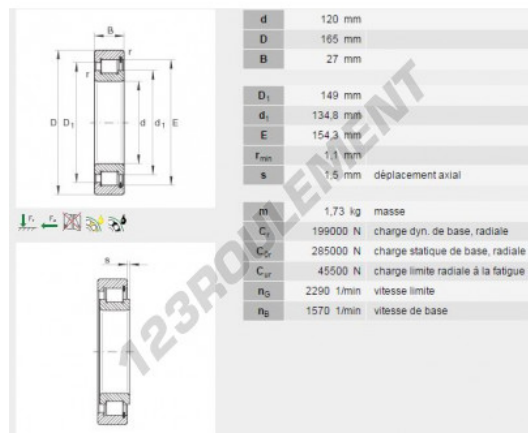 B
r
r
D D₁ d d₁ E
s
d 120 mm
D 165 mm
B 27 mm
D₁ 149 mm
d₁ 134,8 mm
E 154,3 mm
rmin 1,1 mm
s 1,5 mm déplacement axial
m 1,73 kg masse
Cr 199000 N charge dyn. de base, radiale
C0r 285000 N charge statique de base, radiale
Cur 45500 N charge limite radiale à la fatigue
nG 2290 1/min vitesse limite
nB 1570 1/min vitesse de base
123ROULEMENT